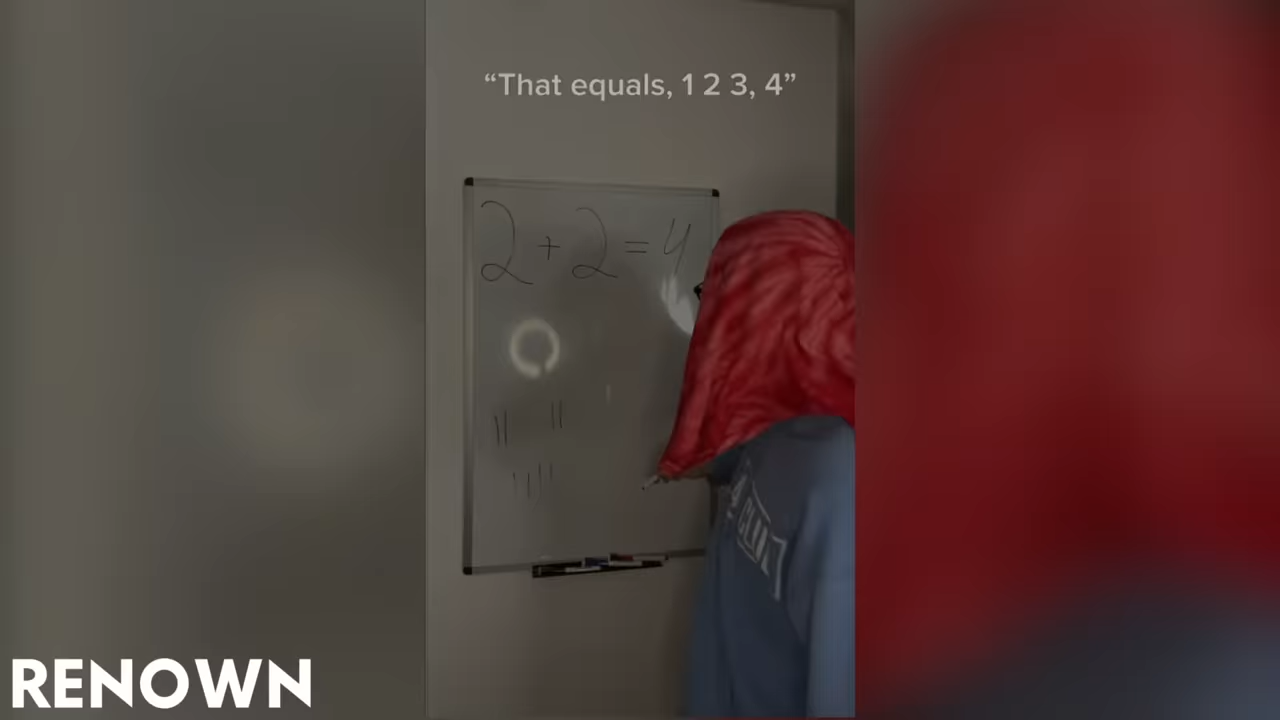 “That equals, 1 2 3, 4”
2 + 2 = 4
RENOWN